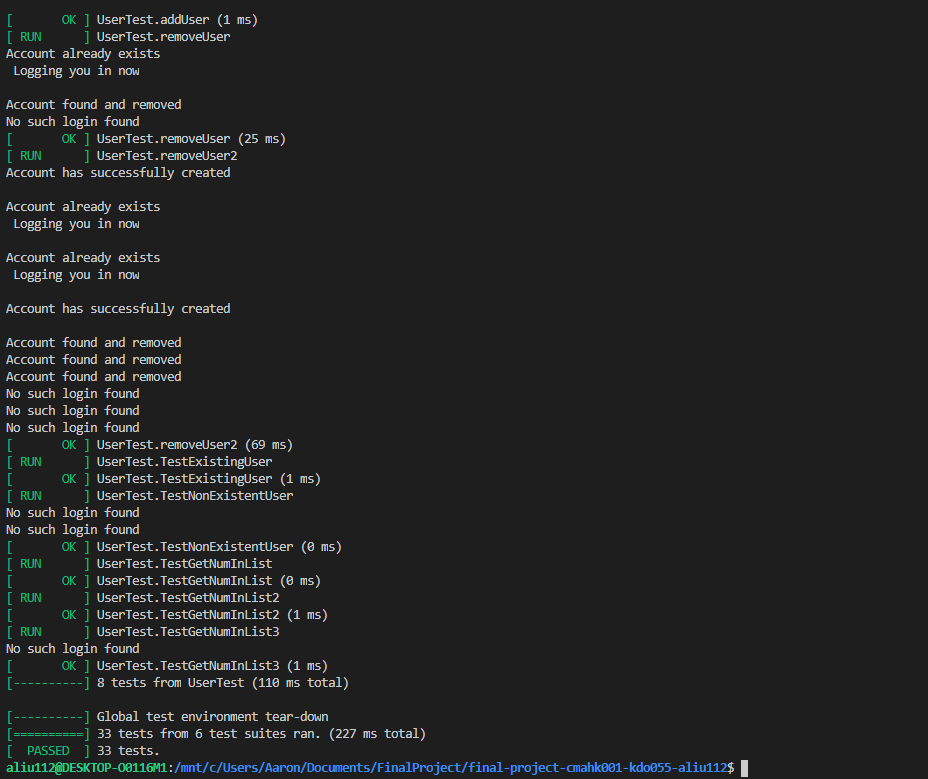 [       OK ] UserTest.addUser (1 ms)
[ RUN      ] UserTest.removeUser
Account already exists
 Logging you in now

Account found and removed
No such login found
[       OK ] UserTest.removeUser (25 ms)
[ RUN      ] UserTest.removeUser2
Account has successfully created

Account already exists
 Logging you in now

Account already exists
 Logging you in now

Account has successfully created

Account found and removed
Account found and removed
Account found and removed
No such login found
No such login found
No such login found
[       OK ] UserTest.removeUser2 (69 ms)
[ RUN      ] UserTest.TestExistingUser
[       OK ] UserTest.TestExistingUser (1 ms)
[ RUN      ] UserTest.TestNonExistentUser
No such login found
No such login found
[       OK ] UserTest.TestNonExistentUser (0 ms)
[ RUN      ] UserTest.TestGetNumInList
[       OK ] UserTest.TestGetNumInList (0 ms)
[ RUN      ] UserTest.TestGetNumInList2
[       OK ] UserTest.TestGetNumInList2 (1 ms)
[ RUN      ] UserTest.TestGetNumInList3
No such login found
[       OK ] UserTest.TestGetNumInList3 (1 ms)
[----------] 8 tests from UserTest (110 ms total)

[----------] Global test environment tear-down
[==========] 33 tests from 6 test suites ran. (227 ms total)
[  PASSED  ] 33 tests.
aliu112@DESKTOP-O0116M1:/mnt/c/Users/Aaron/Documents/FinalProject/final-project-cmahk001-kdo055-aliu112$